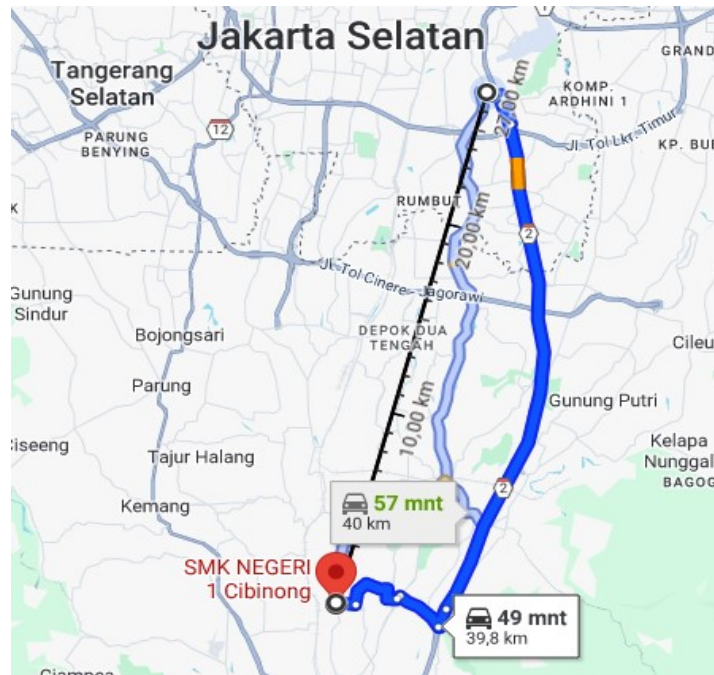 Jakarta Selatan
GRAND
Tangerang
Selatan
KOMP.
ARDHINI 1
27,00 km
12
PARUNG
BENYING
Jl. Tol Lkr. Timur
KP. BU
RUMBUT
20,00 km
2
Jl. Tol Cinere - Jagorawi
Gunung
Sindur
Bojongsari
DEPOK DUA
TENGAH
Cileu
Parung
10,00 km
Gunung Putri
Ciseeng
Tajur Halang
Kelapa
Nunggal
BAGOG
Kemang
2
57 mnt
40 km
SMK NEGERI
1 Cibinong
49 mnt
39,8 km